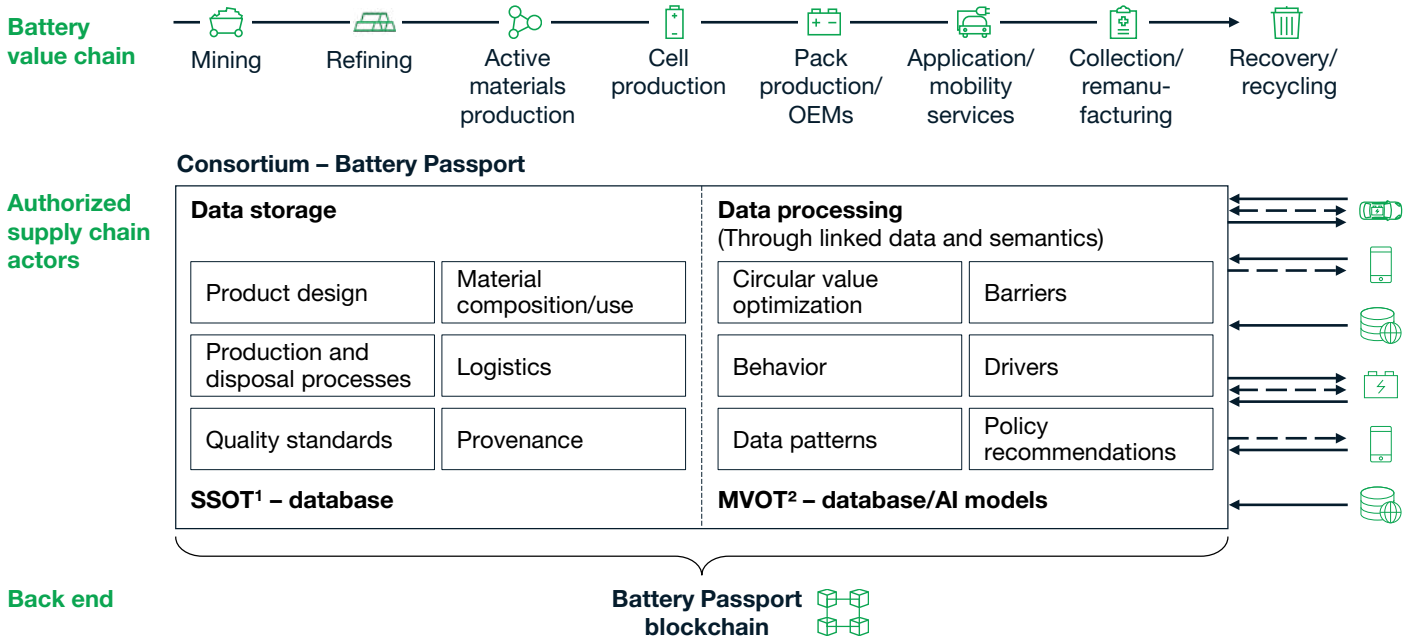 Battery
value chain
Mining
Refining
Active
materials
production
Cell
production
Pack
production/
OEMs
Application/
mobility
services
Collection/
remanu-
facturing
Recovery/
recycling
Consortium – Battery Passport
Authorized
supply chain
actors
Data storage
Product design
Material
composition/use
Production and
disposal processes
Logistics
Quality standards
Provenance
SSOT¹ – database
Data processing
(Through linked data and semantics)
Circular value
optimization
Barriers
Behavior
Drivers
Data patterns
Policy
recommendations
MVOT² – database/AI models
Back end
Battery Passport
blockchain